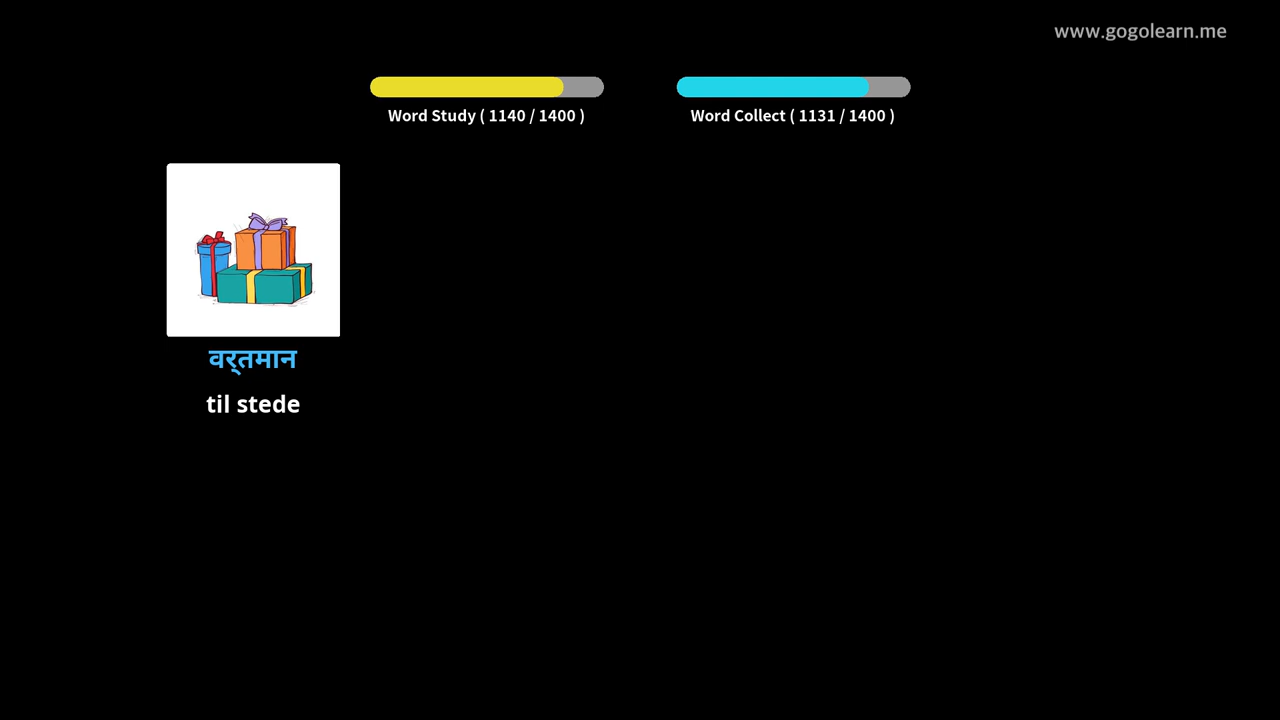 www.gogolearn.me
Word Study ( 1140 / 1400 )
Word Collect ( 1131 / 1400 )
वर्तमान
til stede